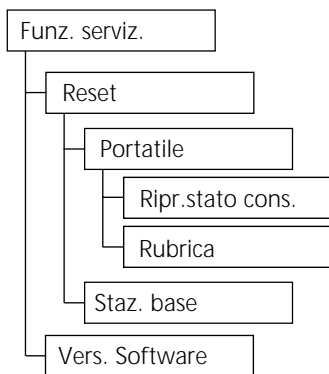 Funz. serviz.
Reset
Portatile
Ripr.stato cons.
Rubrica
Staz. base
Vers. Software